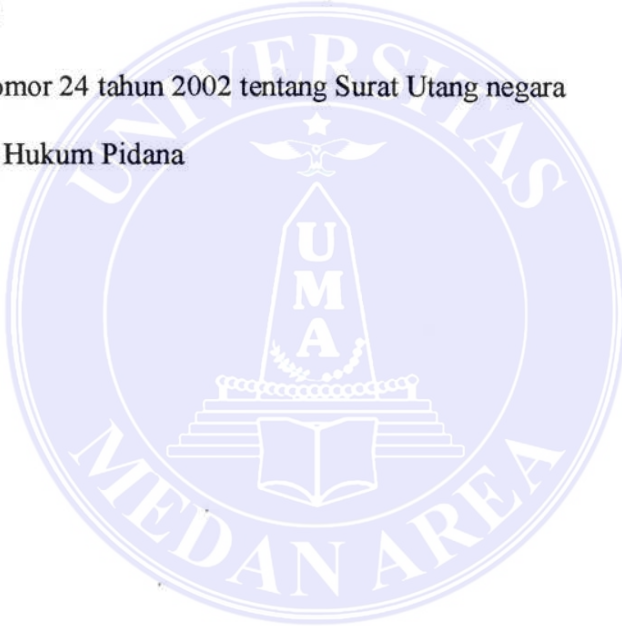 omor 24 tahun 2002 tentang Surat Utang negara
Hukum Pidana
UNIVERSITAS
UMA
MEDAN AREA